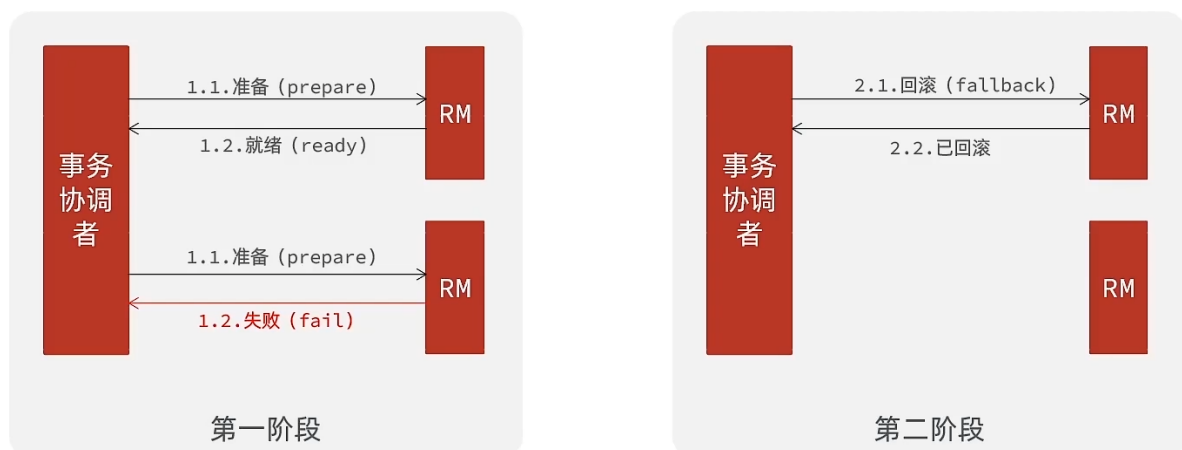 1.1.准备（prepare）
RM
1.2.就绪（ready）
事务
协调
者
1.1.准备（prepare）
RM
1.2.失败（fail）
第一阶段
2.1.回滚（fallback）
RM
2.2.已回滚
事务
协调
者
RM
第二阶段